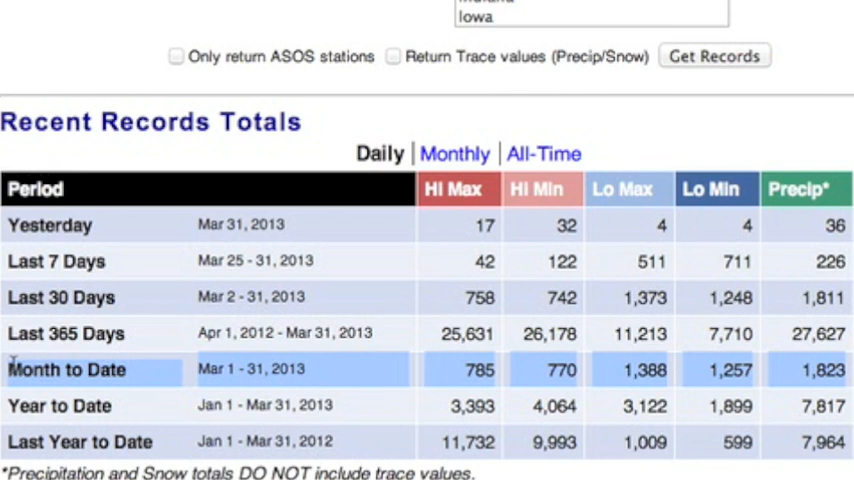 Iowa
Only return ASOS stations Return Trace values (Precip/Snow) Get Records
Recent Records Totals
Daily | Monthly | All-Time
Period HI Max HI Min Lo Max Lo Min Precip*
Yesterday Mar 31, 2013 17 32 4 4 36
Last 7 Days Mar 25 - 31, 2013 42 122 511 711 226
Last 30 Days Mar 2 - 31, 2013 758 742 1,373 1,248 1,811
Last 365 Days Apr 1, 2012 - Mar 31, 2013 25,631 26,178 11,213 7,710 27,627
Month to Date Mar 1 - 31, 2013 785 770 1,388 1,257 1,823
Year to Date Jan 1 - Mar 31, 2013 3,393 4,064 3,122 1,899 7,817
Last Year to Date Jan 1 - Mar 31, 2012 11,732 9,993 1,009 599 7,964
*Precipitation and Snow totals DO NOT include trace values.